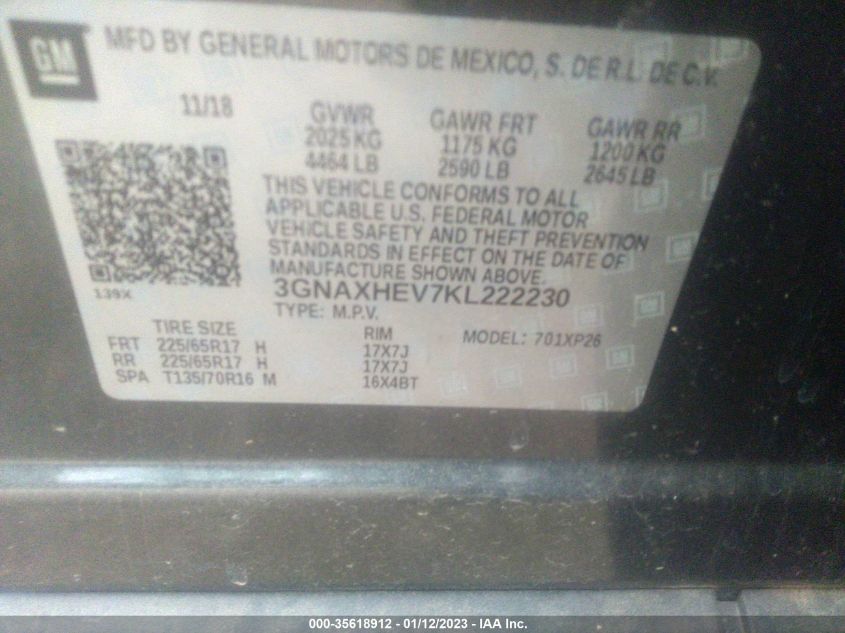 GM
MFD BY GENERAL MOTORS DE MEXICO, S. DE R.L. DE C.V.
11/18
GVWR
2025 KG
4464 LB
GAWR FRT
1175 KG
2590 LB
GAWR RR
1200 KG
2645 LB
THIS VEHICLE CONFORMS TO ALL
APPLICABLE U.S. FEDERAL MOTOR
VEHICLE SAFETY AND THEFT PREVENTION
STANDARDS IN EFFECT ON THE DATE OF
MANUFACTURE SHOWN ABOVE.
139X
3GNAXHEV7KL222230
TYPE: M.P.V.
MODEL: 701XP26
TIRE SIZE RIM
FRT 225/65R17 H 17X7J
RR 225/65R17 H 17X7J
SPA T135/70R16 M 16X4BT
000-35618912 - 01/12/2023 - IAA Inc.